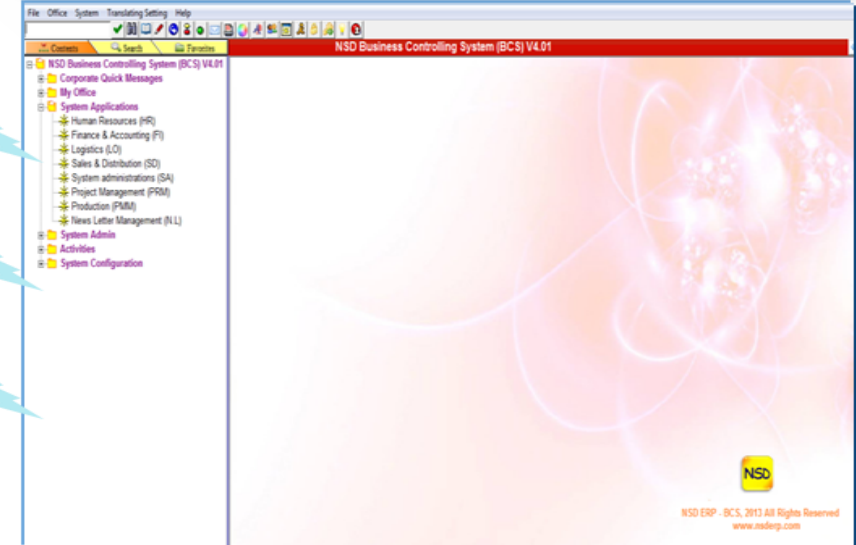 File Office System Translating Setting Help
Contents Search Favorites
NSD Business Controlling System (BCS) V4.01
NSD Business Controlling System (BCS) V4.01
Corporate Quick Messages
My Office
System Applications
Human Resources (HR)
Finance & Accounting (FI)
Logistics (LO)
Sales & Distribution (SD)
System administrations (SA)
Project Management (PRM)
Production (PMM)
News Letter Management (N.L)
System Admin
Activities
System Configuration
NSD
NSD ERP - BCS, 2013 All Rights Reserved
www.nsderp.com